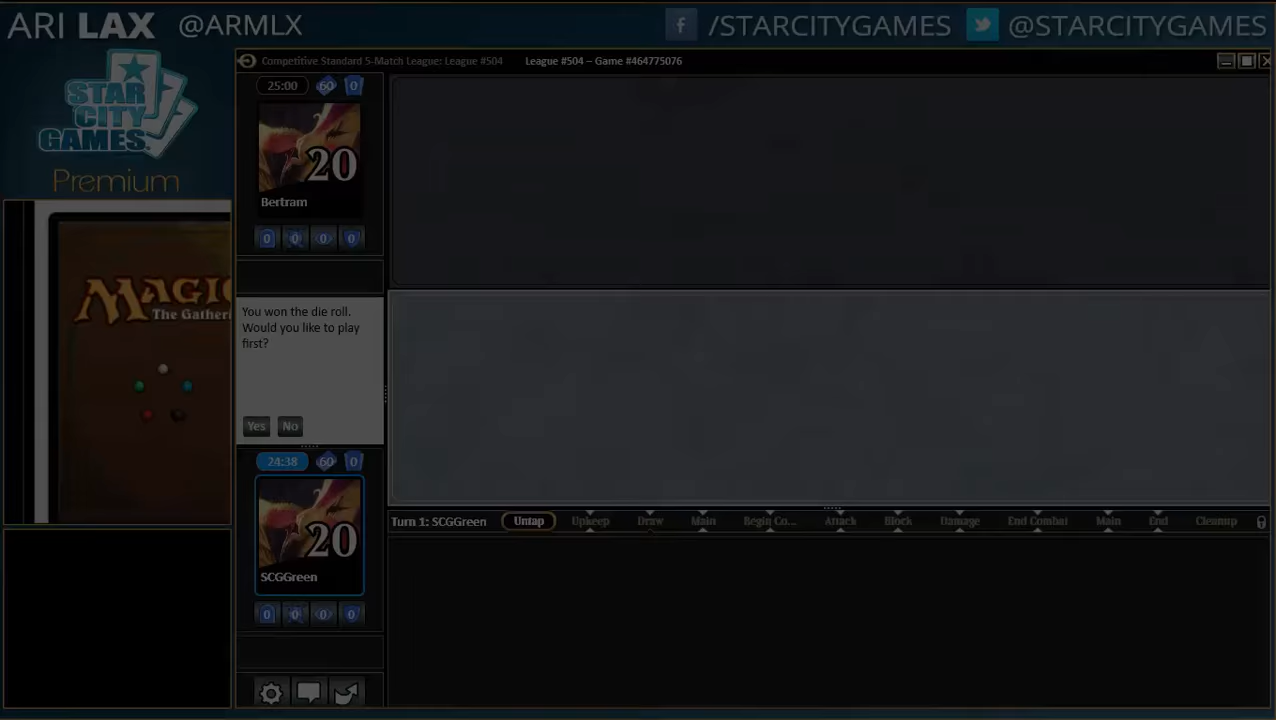 ARI LAX @ARMLX
/STARCITYGAMES
@STARCITYGAMES
STAR
CITY
GAMES
Premium
Competitive Standard 5-Match League: League #504
League #504 – Game #464775076
25:00 60 0
20
Bertram
0 0 0 0
MAGIC
The Gatheri
You won the die roll.
Would you like to play
first?
Yes No
24:38 60 0
20
SCGGreen
0 0 0 0
Turn 1: SCGGreen Untap Upkeep Draw Main Begin Co... Attack Block Damage End Combat Main End Cleanup